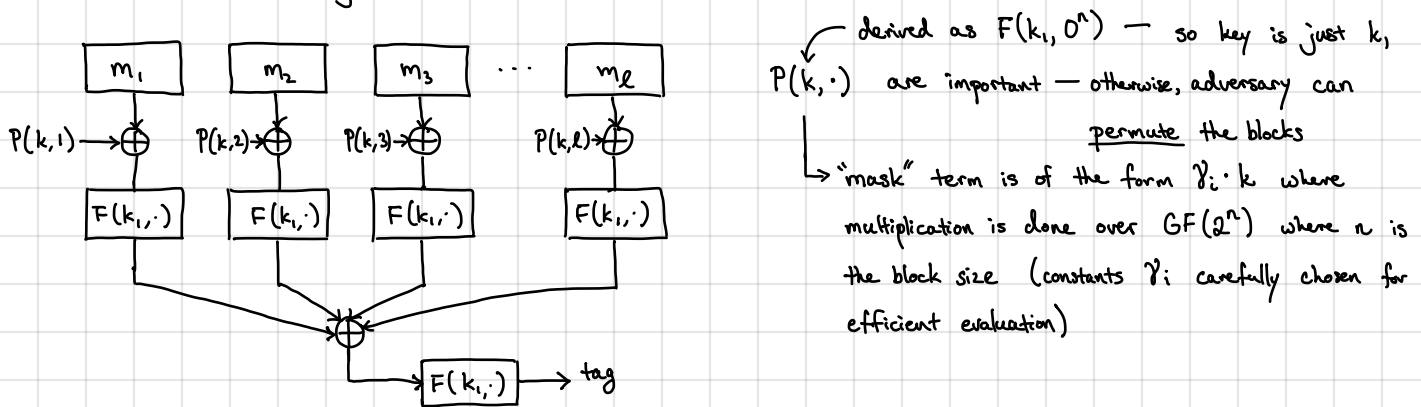 m₁ m₂ m₃ ... mℓ
P(k,1) ⊕ P(k,2) ⊕ P(k,3) ⊕ P(k,ℓ) ⊕
F(k₁,·) F(k₁,·) F(k₁,·) F(k₁,·)
⊕
F(k₁,·) → tag
derived as F(k₁, 0ⁿ) — so key is just k₁
P(k,·) are important — otherwise, adversary can
permute the blocks
"mask" term is of the form γᵢ · k where
multiplication is done over GF(2ⁿ) where n is
the block size (constants γᵢ carefully chosen for
efficient evaluation)